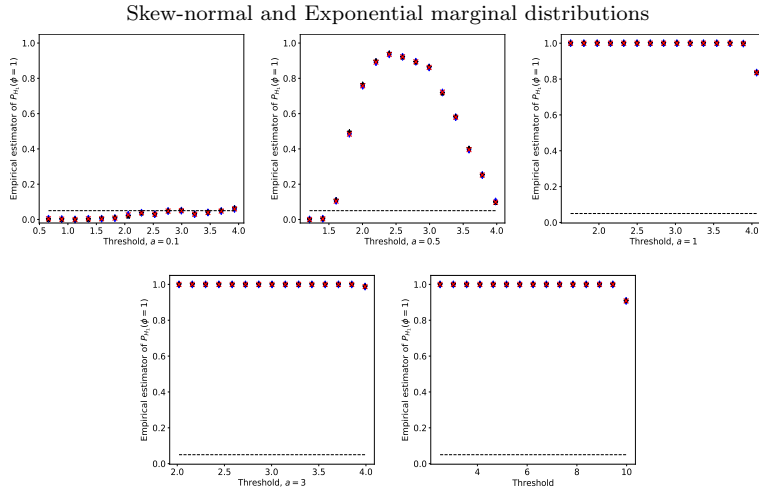 Skew-normal and Exponential marginal distributions
Empirical estimator of P_{H_1}(ϕ = 1)
1.0
0.8
0.6
0.4
0.2
0.0
0.5 1.0 1.5 2.0 2.5 3.0 3.5 4.0
Threshold, a = 0.1
Empirical estimator of P_{H_1}(ϕ = 1)
1.0
0.8
0.6
0.4
0.2
0.0
1.5 2.0 2.5 3.0 3.5 4.0
Threshold, a = 0.5
Empirical estimator of P_{H_1}(ϕ = 1)
1.0
0.8
0.6
0.4
0.2
0.0
2.0 2.5 3.0 3.5 4.0
Threshold, a = 1
Empirical estimator of P_{H_1}(ϕ = 1)
1.0
0.8
0.6
0.4
0.2
0.0
2.0 2.5 3.0 3.5 4.0
Threshold, a = 3
Empirical estimator of P_{H_1}(ϕ = 1)
1.0
0.8
0.6
0.4
0.2
0.0
4 6 8 10
Threshold